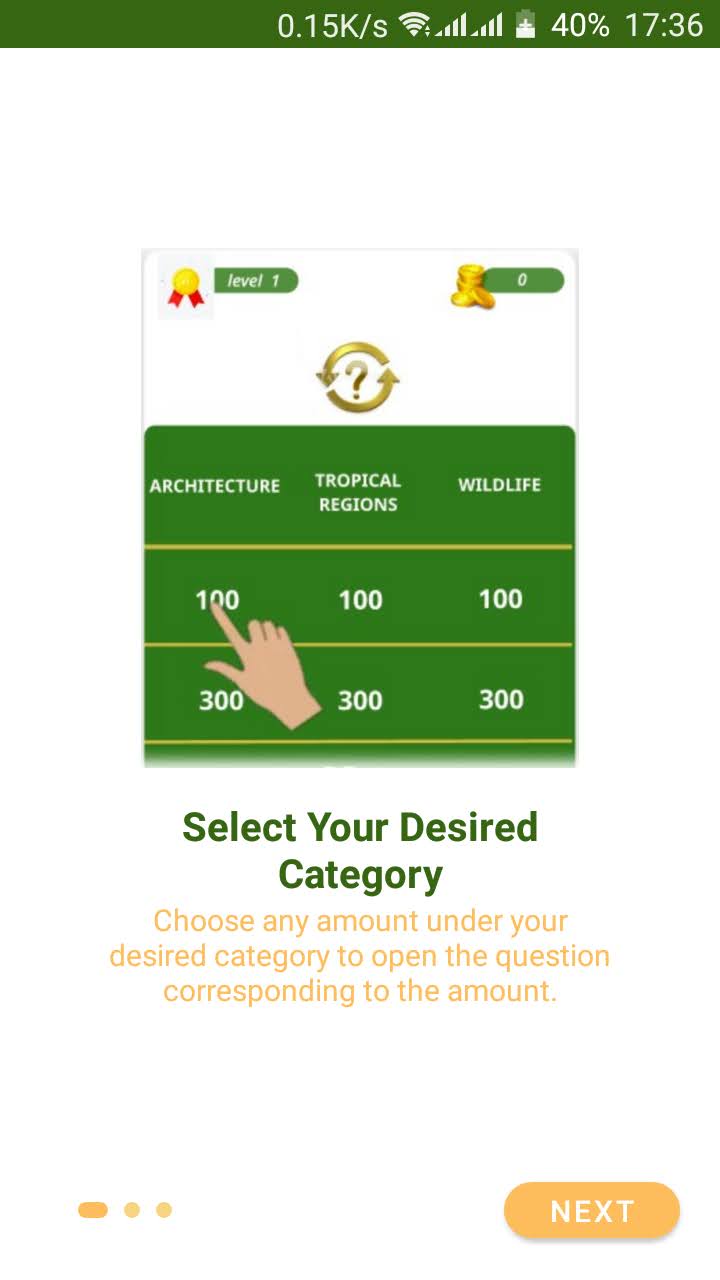 0.15K/s 40% 17:36
level 1 0
?
ARCHITECTURE TROPICAL REGIONS WILDLIFE
100 100 100
300 300 300
Select Your Desired
Category
Choose any amount under your
desired category to open the question
corresponding to the amount.
NEXT